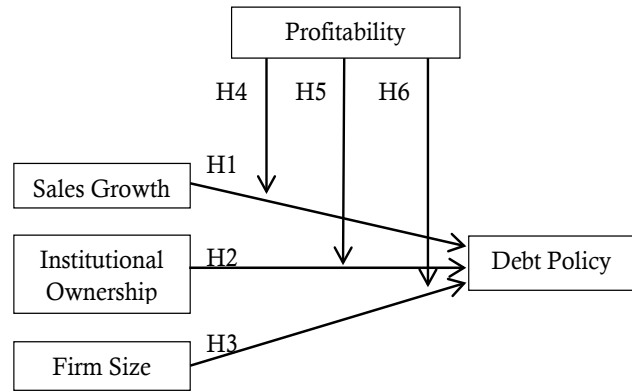 Profitability
H4 H5 H6
H1
Sales Growth
Institutional
Ownership
H2
Debt Policy
H3
Firm Size